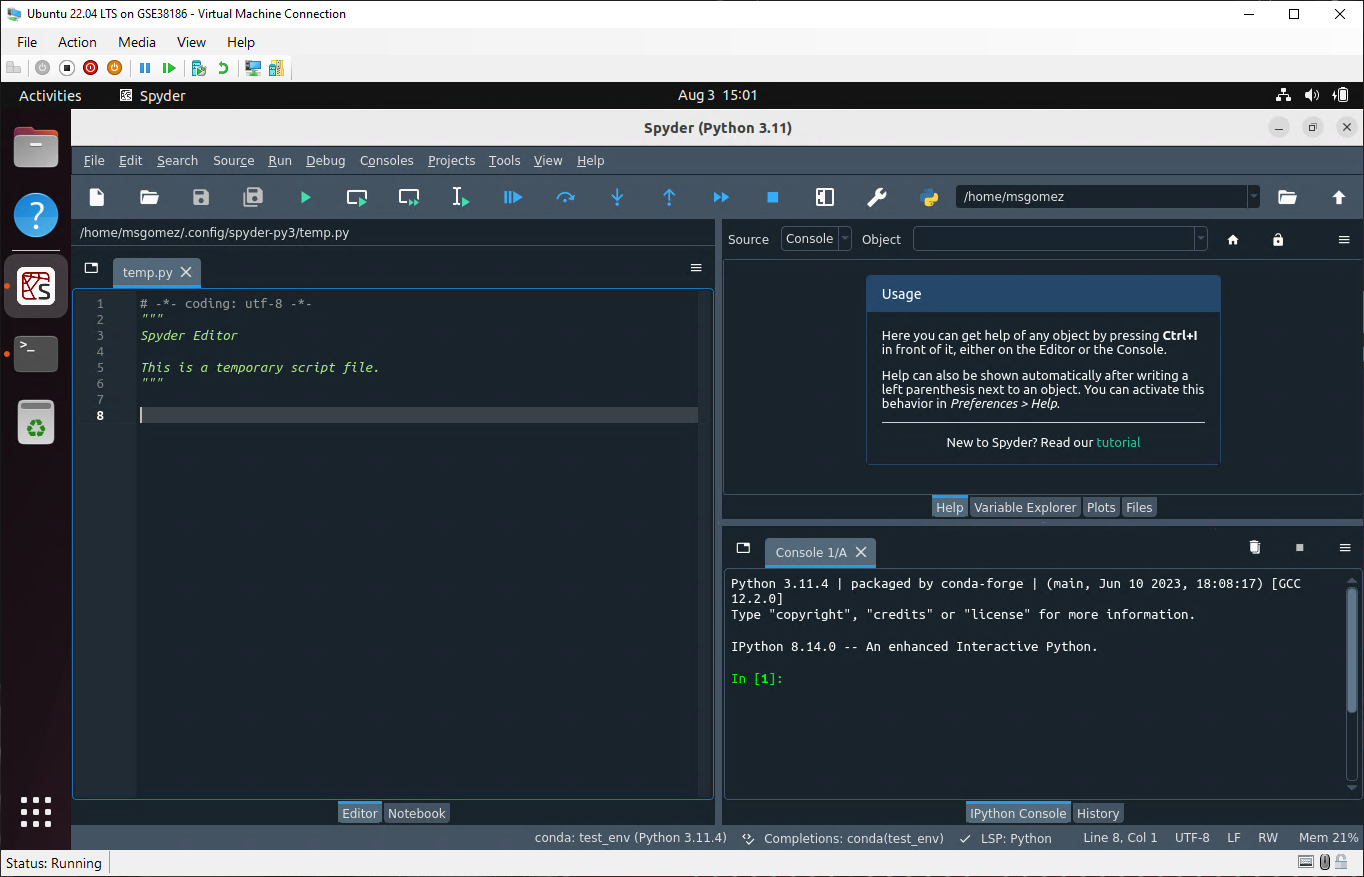 Ubuntu 22.04 LTS on GSE38186 - Virtual Machine Connection
File Action Media View Help
Activities Spyder Aug 3 15:01
Spyder (Python 3.11)
File Edit Search Source Run Debug Consoles Projects Tools View Help
/home/msgomez
/home/msgomez/.config/spyder-py3/temp.py
temp.py
1 # -*- coding: utf-8 -*-
2 """
3 Spyder Editor
4
5 This is a temporary script file.
6 """
7
8
Editor Notebook
Source Console Object
Usage
Here you can get help of any object by pressing Ctrl+I
in front of it, either on the Editor or the Console.
Help can also be shown automatically after writing a
left parenthesis next to an object. You can activate this
behavior in Preferences > Help.
New to Spyder? Read our tutorial
Help Variable Explorer Plots Files
Console 1/A
Python 3.11.4 | packaged by conda-forge | (main, Jun 10 2023, 18:08:17) [GCC
12.2.0]
Type "copyright", "credits" or "license" for more information.
IPython 8.14.0 -- An enhanced Interactive Python.
In [1]:
IPython Console History
conda: test_env (Python 3.11.4) Completions: conda(test_env) LSP: Python Line 8, Col 1 UTF-8 LF RW Mem 21%
Status: Running